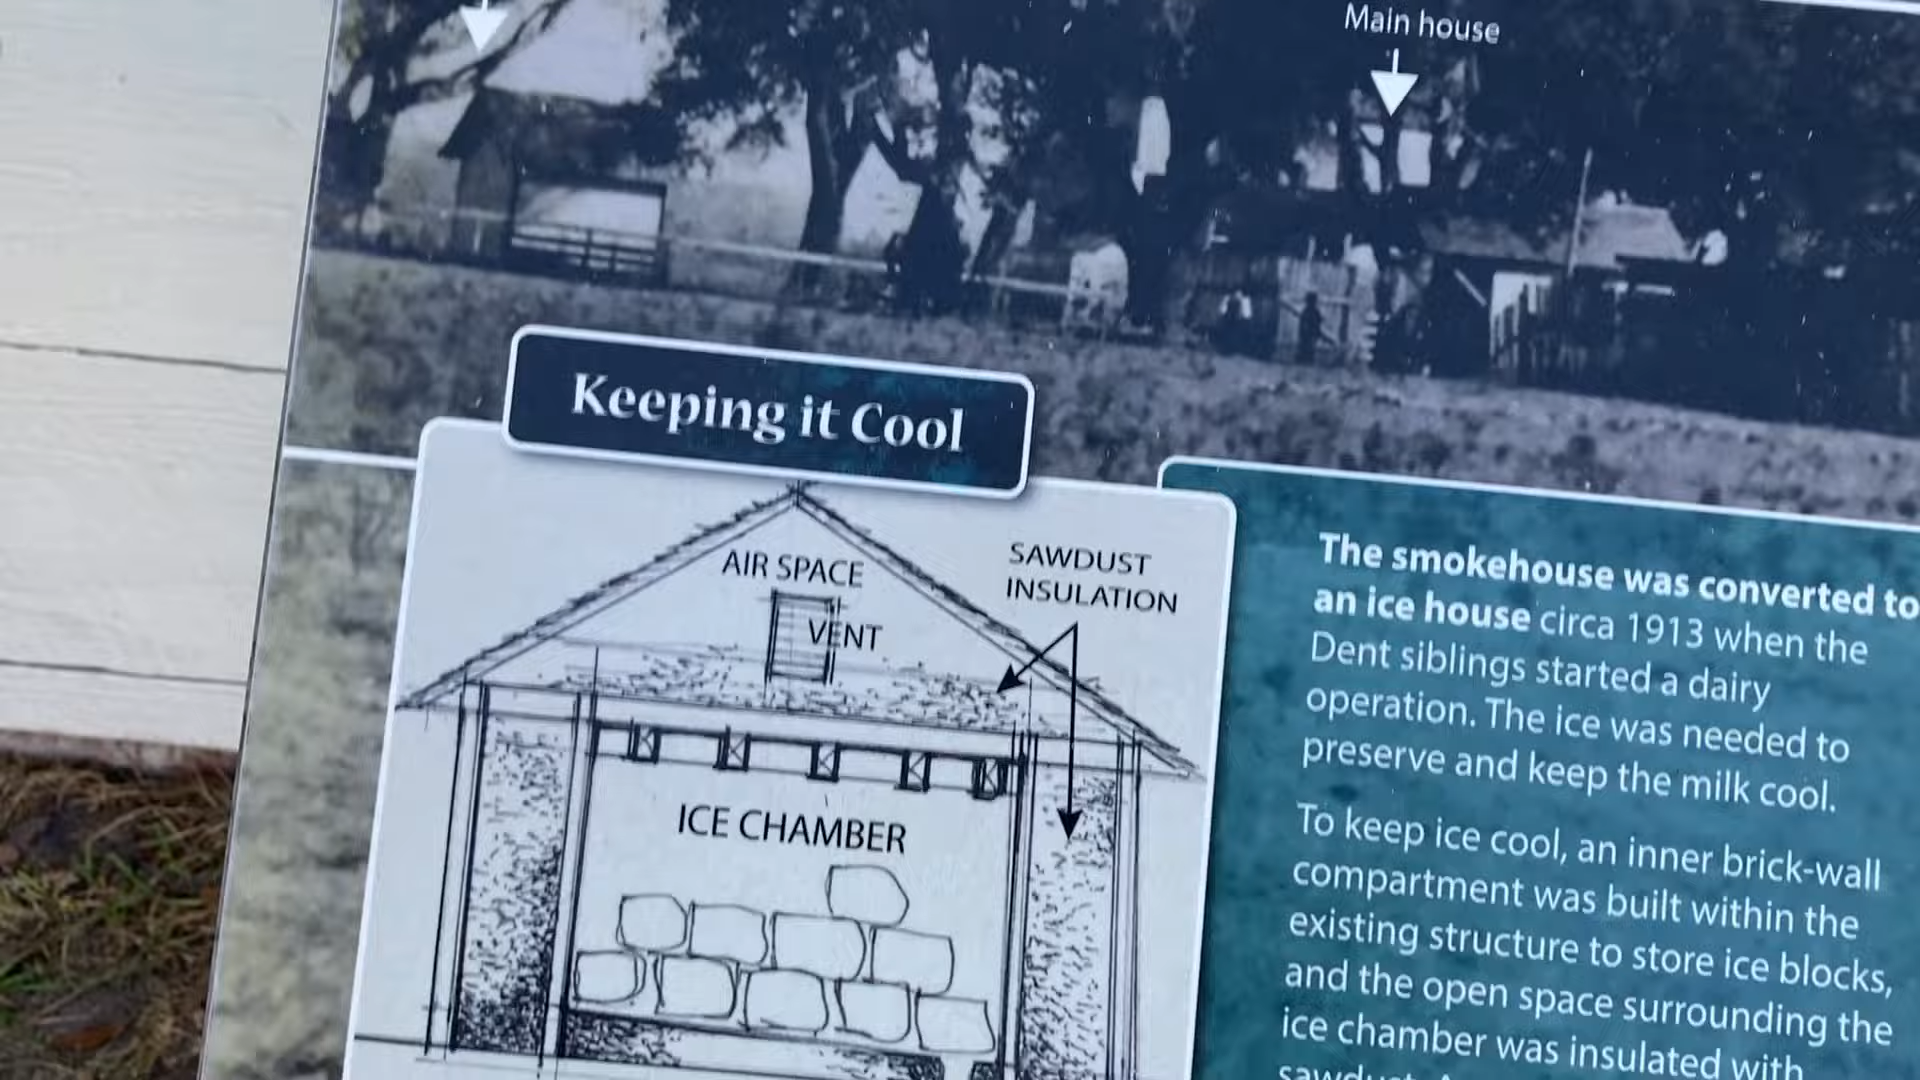 Main house
Keeping it Cool
AIR SPACE
VENT
SAWDUST
INSULATION
ICE CHAMBER
The smokehouse was converted to
an ice house circa 1913 when the
Dent siblings started a dairy
operation. The ice was needed to
preserve and keep the milk cool.
To keep ice cool, an inner brick-wall
compartment was built within the
existing structure to store ice blocks,
and the open space surrounding the
ice chamber was insulated with